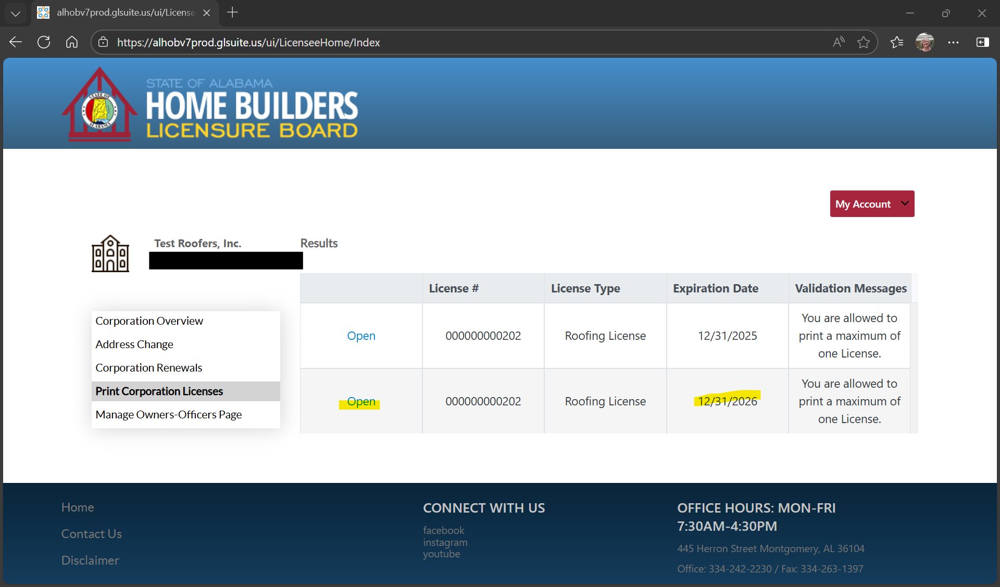 alhobv7prod.glsuite.us/ui/License
https://alhobv7prod.glsuite.us/ui/LicenseeHome/Index
STATE OF ALABAMA
HOME BUILDERS
LICENSURE BOARD
STATE OF
ALABAMA
My Account
Test Roofers, Inc.
Results
License # License Type Expiration Date Validation Messages
Open 000000000202 Roofing License 12/31/2025 You are allowed to
print a maximum of
one License.
Open 000000000202 Roofing License 12/31/2026 You are allowed to
print a maximum of
one License.
Corporation Overview
Address Change
Corporation Renewals
Print Corporation Licenses
Manage Owners-Officers Page
Home
Contact Us
Disclaimer
CONNECT WITH US
facebook
instagram
youtube
OFFICE HOURS: MON-FRI
7:30AM-4:30PM
445 Herron Street Montgomery, AL 36104
Office: 334-242-2230 / Fax: 334-263-1397